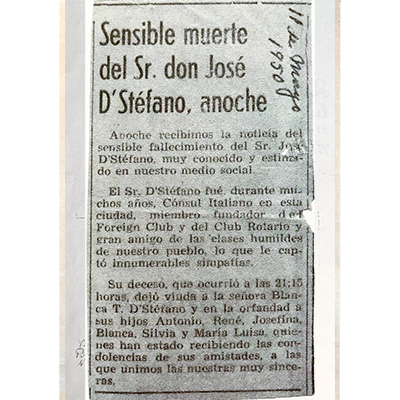 Sensible muerte
del Sr. don José
D'Stéfano, anoche
11 de
1950
Anoche recibimos la noticia del
sensible fallecimiento del Sr. José
D'Stéfano, muy conocido y estima-
do en nuestro medio social.
El Sr. D'Stéfano fué, durante mu-
chos años, Cónsul Italiano en esta
ciudad, miembro fundador del
Foreign Club y del Club Rotario y
gran amigo de las clases humildes
de nuestro pueblo, lo que le cap-
tó innumerables simpatías.
Su deceso, que ocurrió a las 21:15
horas, dejó viuda a la señora Blan-
ca T. D'Stéfano y en la orfandad a
sus hijos Antonio, René, Josefina,
Blanca, Silvia y María Luisa, quie-
nes han estado recibiendo las con-
dolencias de sus amistades, a las
que unimos las nuestras muy since-
ras.